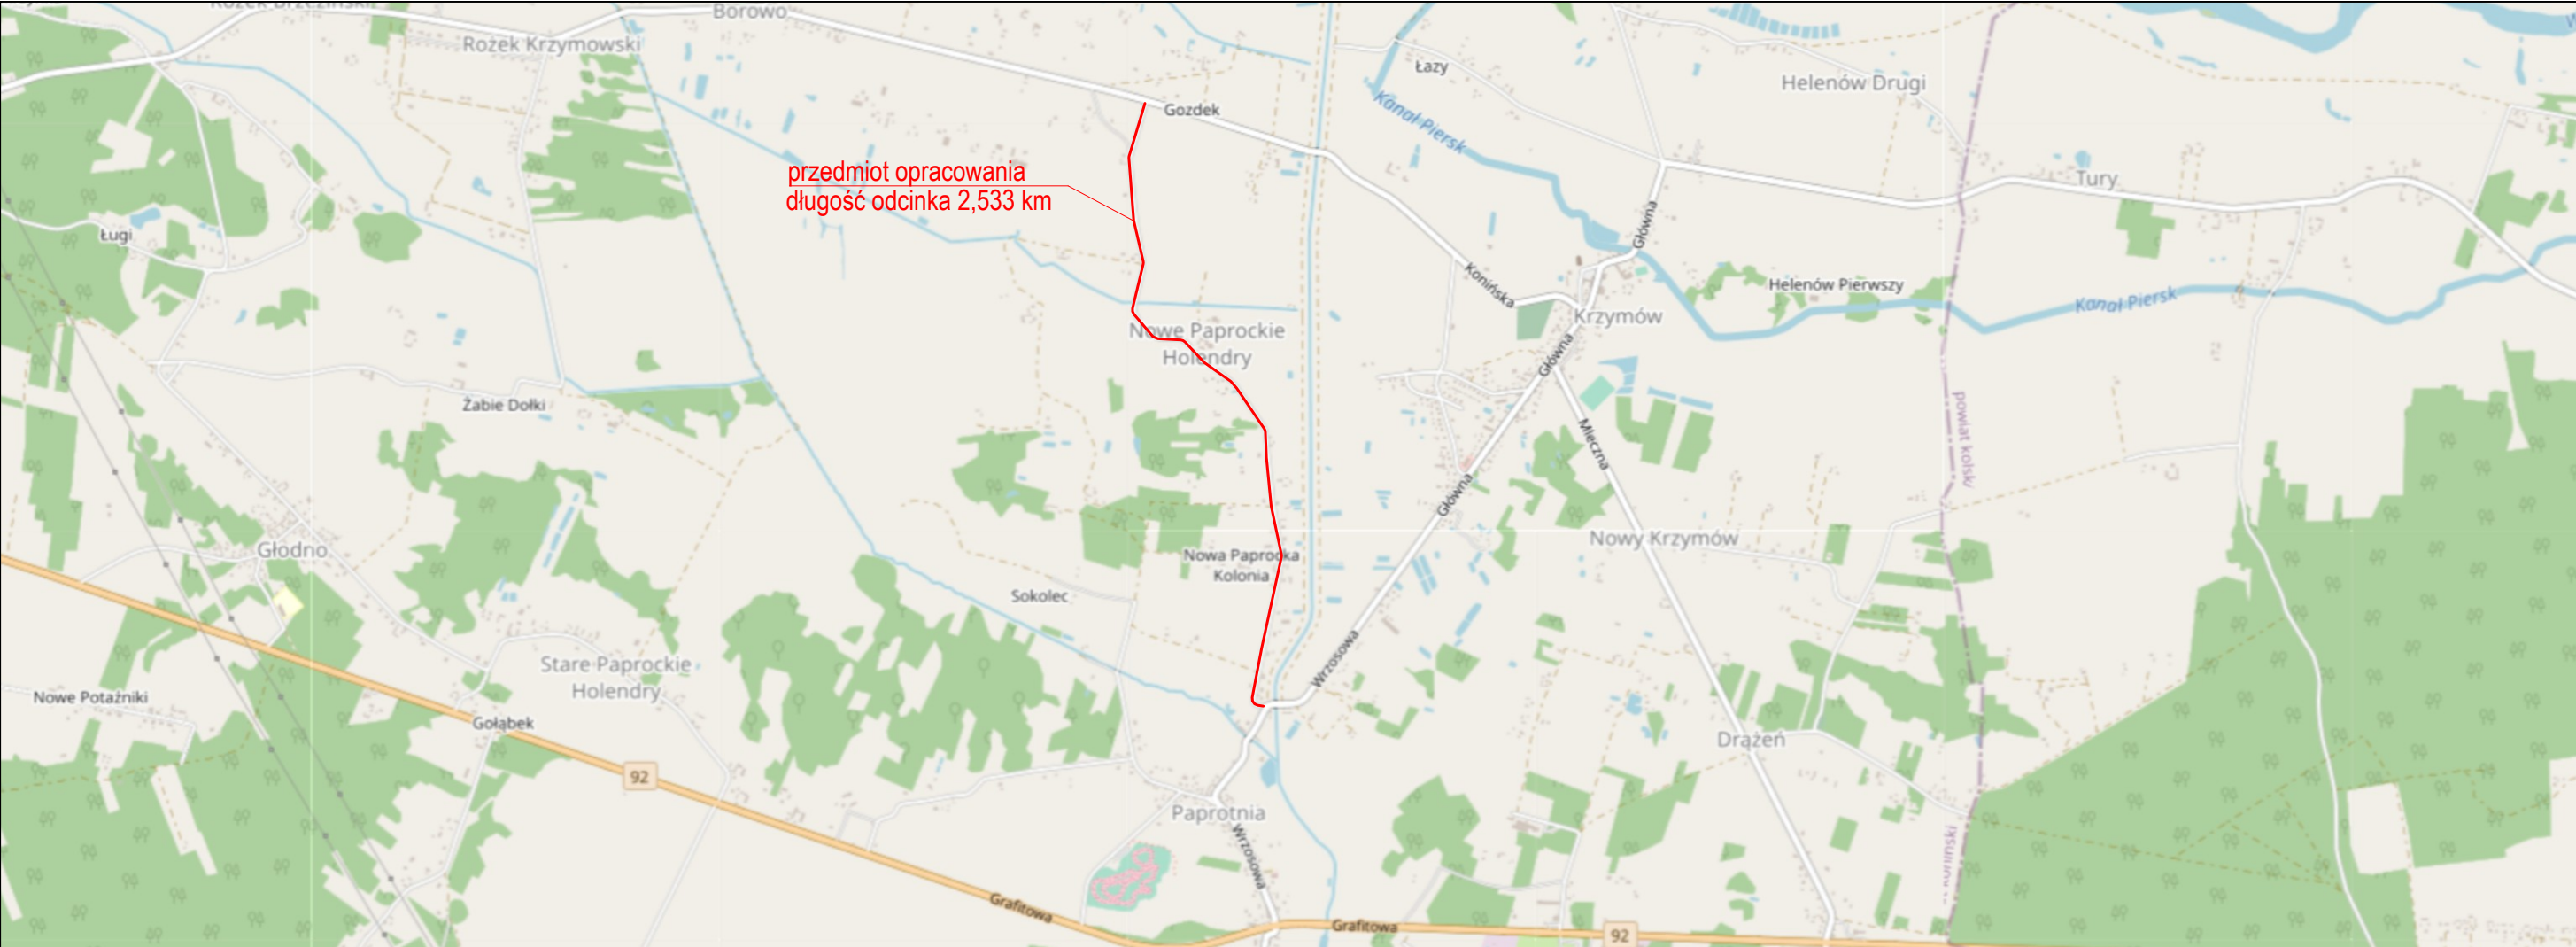 Borowo
Rożek Krzymowski
Łazy
Helenów Drugi
Gozdek
Kanał Piersk
przedmiot opracowania
długość odcinka 2,533 km
Tury
Ługi
Główna
Konińska
Helenów Pierwszy
Kanał Piersk
Krzymów
Nowe Paprockie
Holendry
Główna
Żabie Dołki
Mleczna
powiat kolski
Główna
Nowy Krzymów
Głodno
Nowa Paprocka
Kolonia
Sokolec
Wrzosowa
Stare Paprockie
Holendry
Nowe Potażniki
Gołąbek
Drążeń
92
Paprotnia
Wrzosowa
Grafitowa
Grafitowa
92